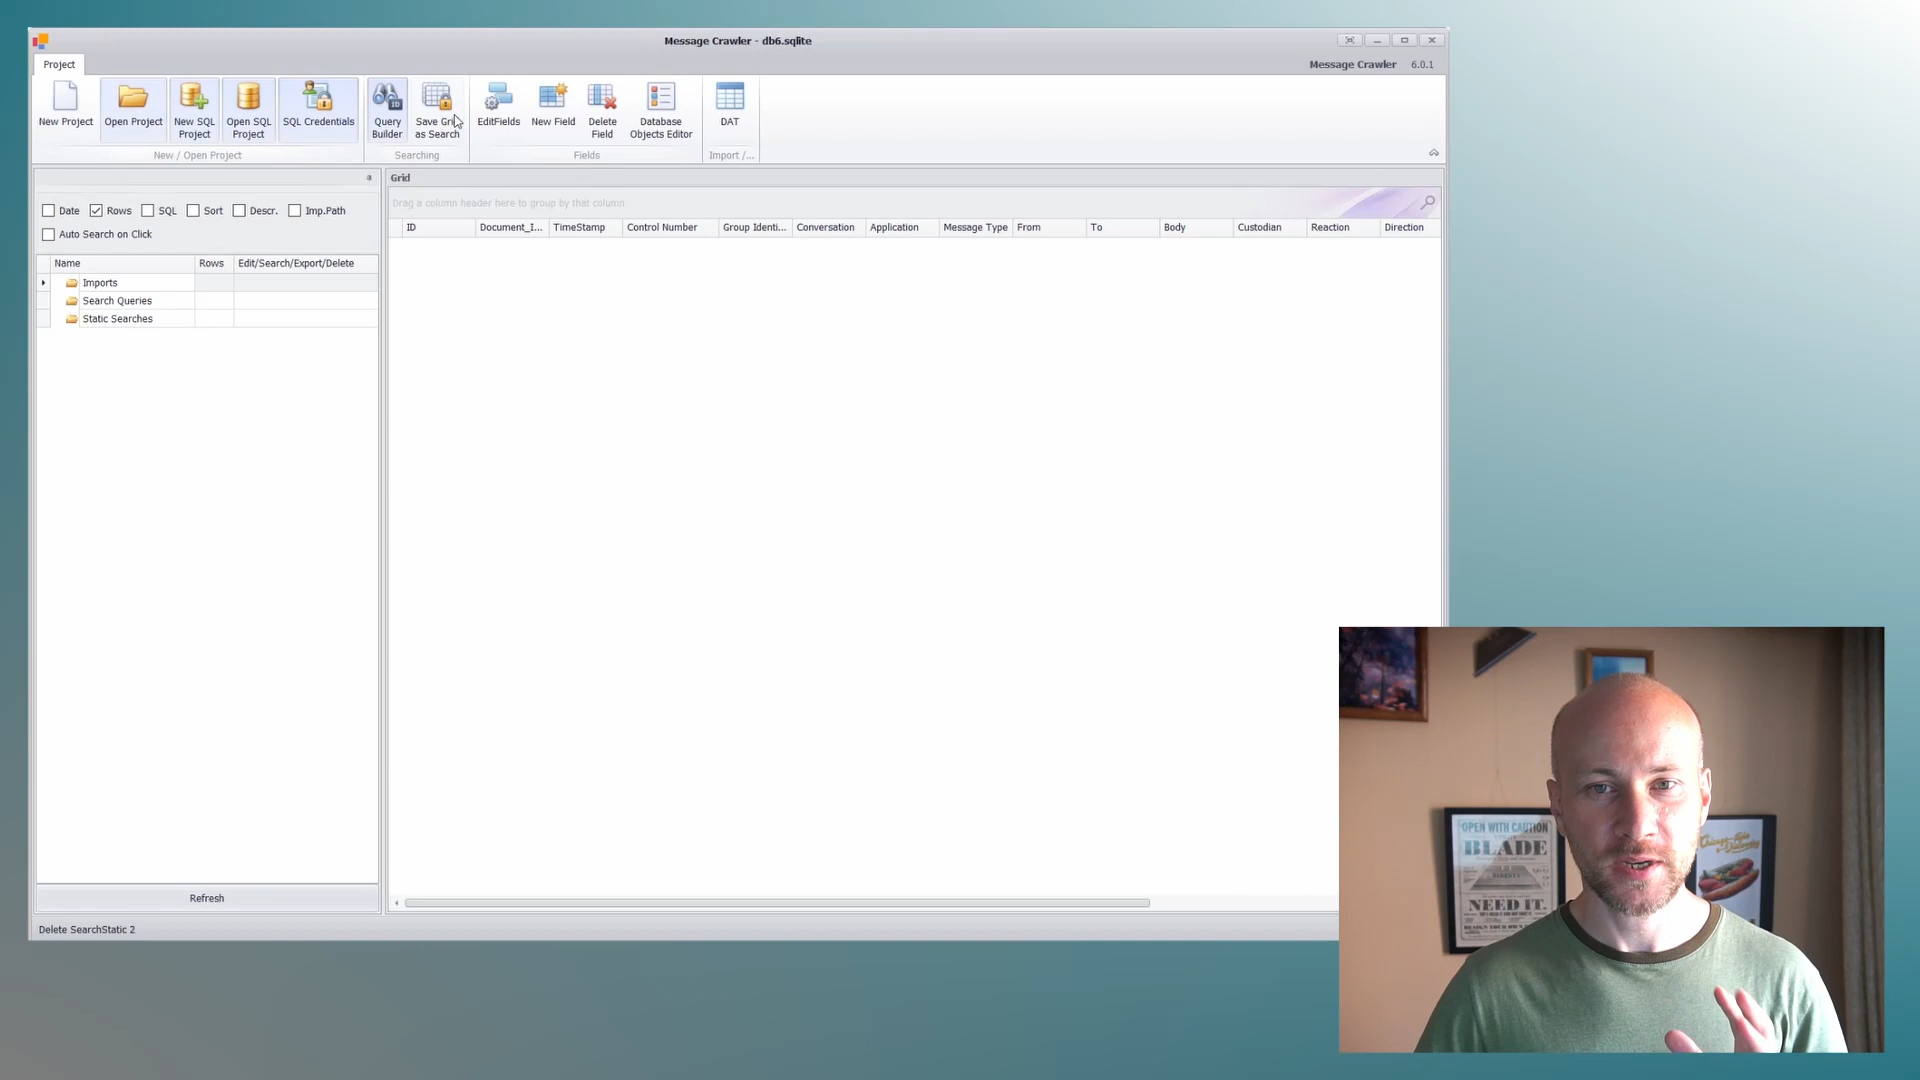 Message Crawler - db6.sqlite
Project
Message Crawler 6.0.1
New Project
Open Project
New SQL
Project
Open SQL
Project
SQL Credentials
Query
Builder
Save Gri
as Search
EditFields
New Field
Delete
Field
Database
Objects Editor
DAT
New / Open Project
Searching
Fields
Import /...
Grid
Drag a column header here to group by that column
Date Rows SQL Sort Descr. Imp.Path
Auto Search on Click
Name Rows Edit/Search/Export/Delete
Imports
Search Queries
Static Searches
ID Document_I... TimeStamp Control Number Group Identi... Conversation Application Message Type From To Body Custodian Reaction Direction
Refresh
Delete SearchStatic 2
OPEN WITH CAUTION
BLADE
NEED IT.
Chicago-Style